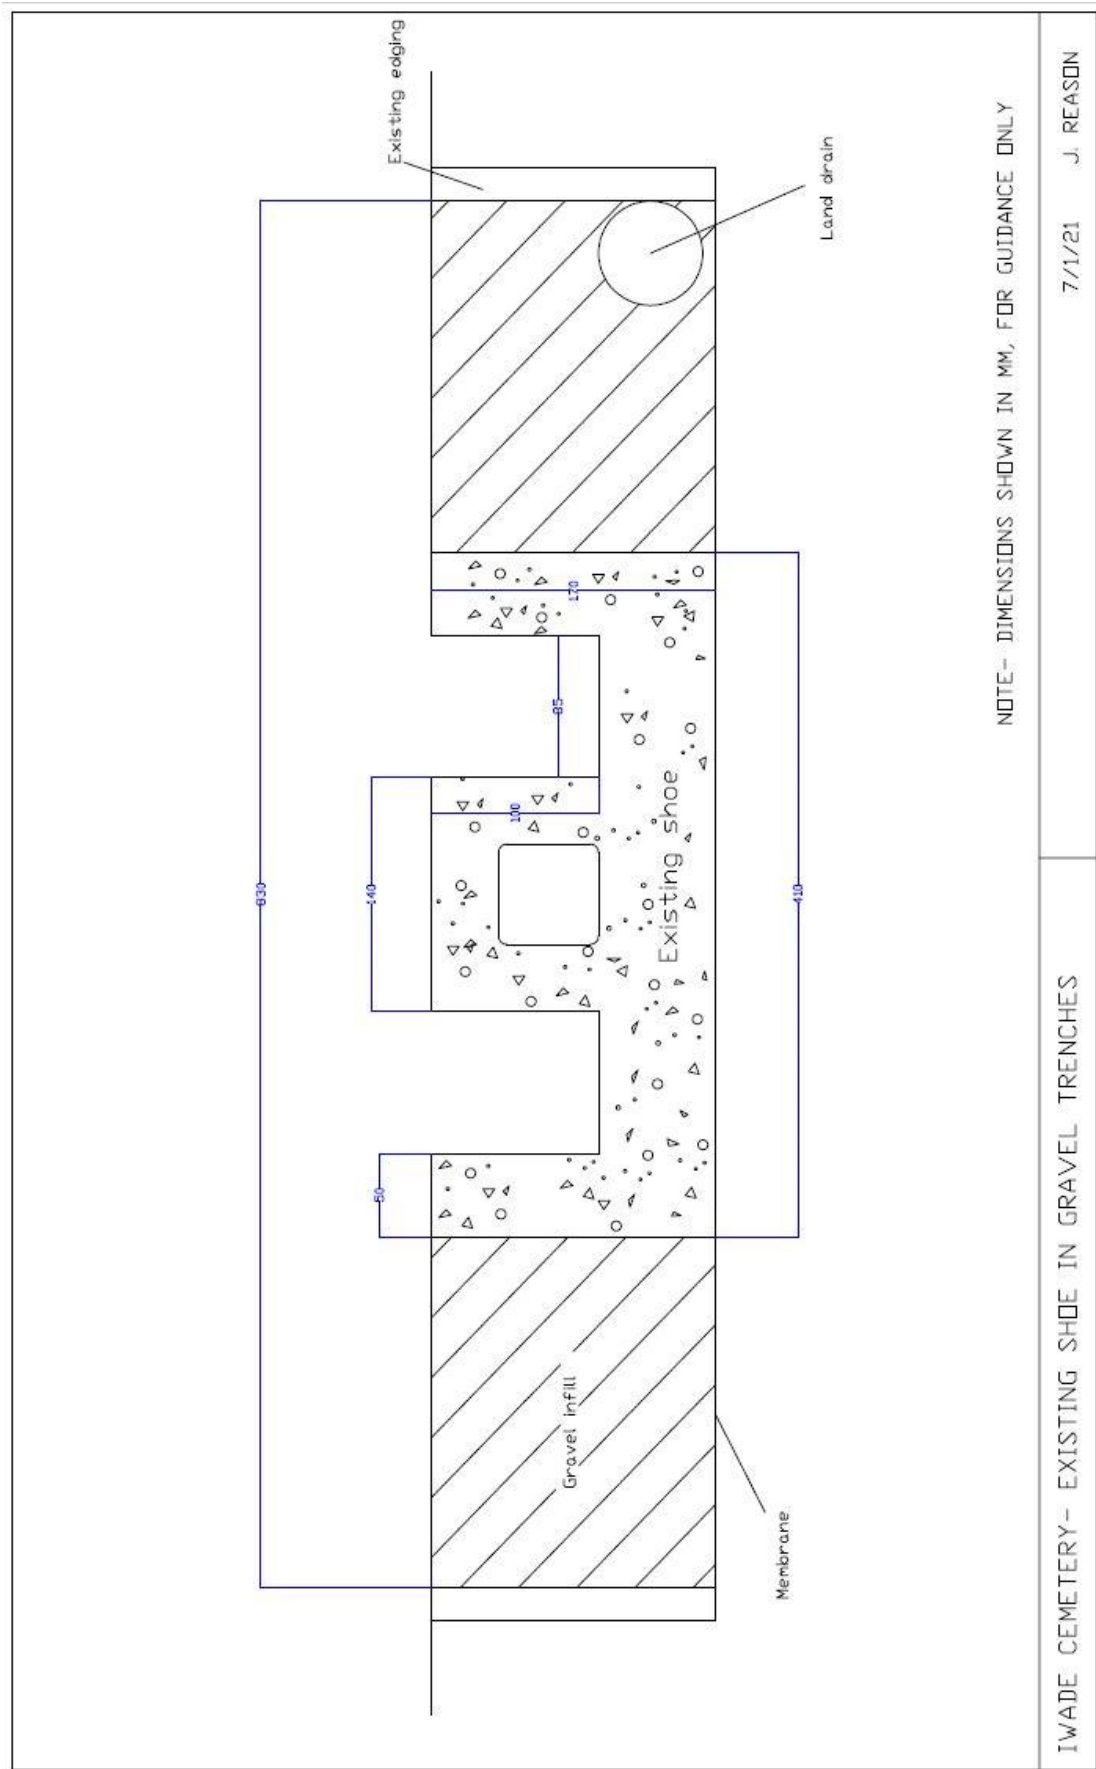 830
140
50
Existing edging
100
85
Gravel infill
170
Existing shoe
Membrane
410
Land drain
NOTE- DIMENSIONS SHOWN IN MM, FOR GUIDANCE ONLY
IWADE CEMETERY- EXISTING SHOE IN GRAVEL TRENCHES
7/1/21 J. REASON